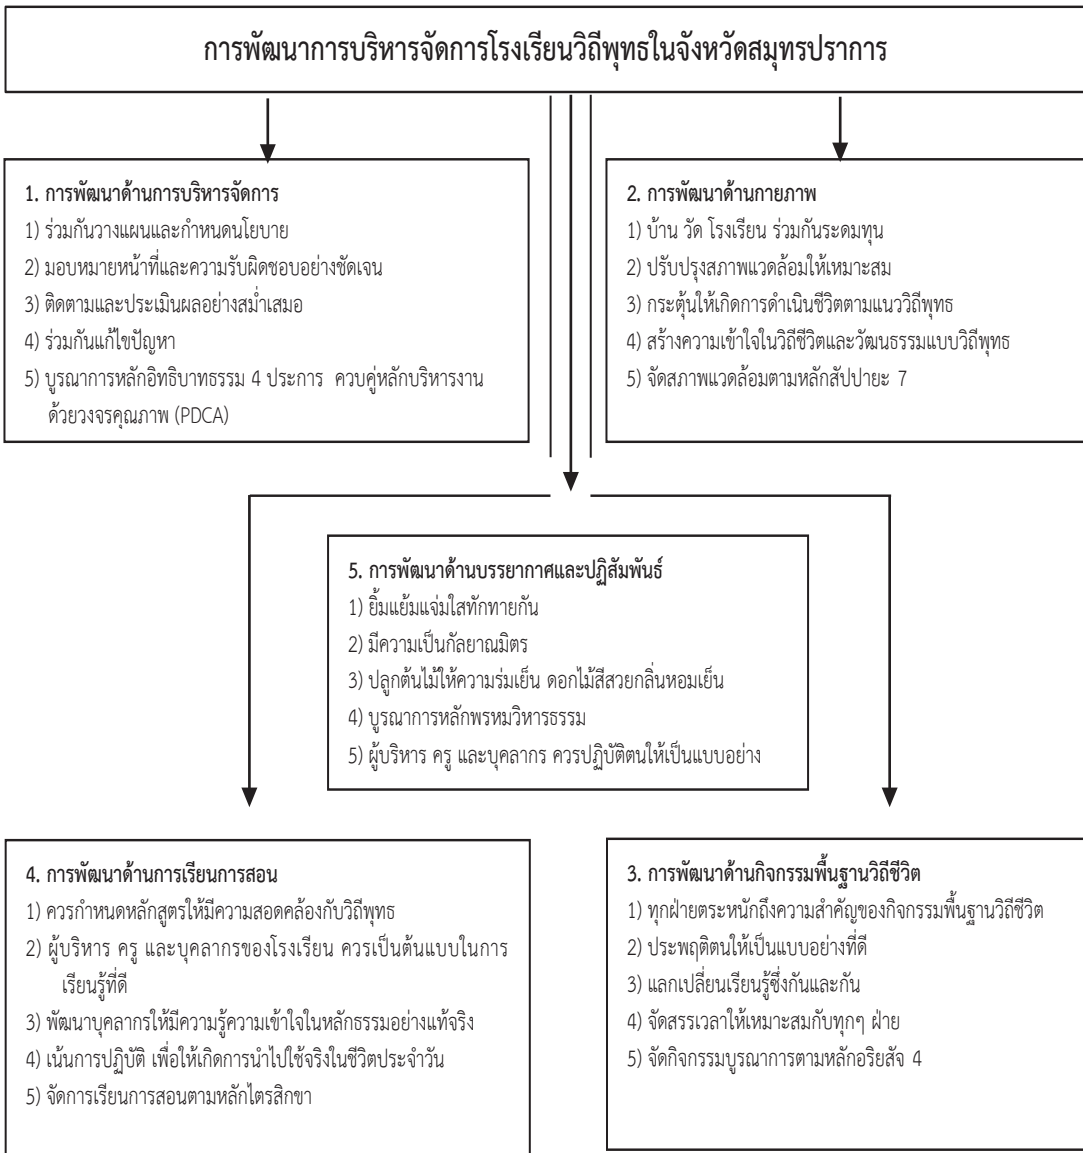 การพัฒนาการบริหารจัดการโรงเรียนวิถีพุทธในจังหวัดสมุทรปราการ
1. การพัฒนาด้านการบริหารจัดการ
1) ร่วมกันวางแผนและกำหนดนโยบาย
2) มอบหมายหน้าที่และความรับผิดชอบอย่างชัดเจน
3) ติดตามและประเมินผลอย่างสม่ำเสมอ
4) ร่วมกันแก้ไขปัญหา
5) บูรณาการหลักอิทธิบาทธรรม 4 ประการ ควบคู่หลักบริหารงาน
ด้วยวงจรคุณภาพ (PDCA)
2. การพัฒนาด้านกายภาพ
1) บ้าน วัด โรงเรียน ร่วมกันระดมทุน
2) ปรับปรุงสภาพแวดล้อมให้เหมาะสม
3) กระตุ้นให้เกิดการดำเนินชีวิตตามแนววิถีพุทธ
4) สร้างความเข้าใจในวิถีชีวิตและวัฒนธรรมแบบวิถีพุทธ
5) จัดสภาพแวดล้อมตามหลักสัปปายะ 7
5. การพัฒนาด้านบรรยากาศและปฏิสัมพันธ์
1) ยิ้มแย้มแจ่มใสทักทายกัน
2) มีความเป็นกัลยาณมิตร
3) ปลูกต้นไม้ให้ความร่มเย็น ดอกไม้สีสวยกลิ่นหอมเย็น
4) บูรณาการหลักพรหมวิหารธรรม
5) ผู้บริหาร ครู และบุคลากร ควรปฏิบัติตนให้เป็นแบบอย่าง
4. การพัฒนาด้านการเรียนการสอน
1) ควรกำหนดหลักสูตรให้มีความสอดคล้องกับวิถีพุทธ
2) ผู้บริหาร ครู และบุคลากรของโรงเรียน ควรเป็นต้นแบบในการ
เรียนรู้ที่ดี
3) พัฒนาบุคลากรให้มีความรู้ความเข้าใจในหลักธรรมอย่างแท้จริง
4) เน้นการปฏิบัติ เพื่อให้เกิดการนำไปใช้จริงในชีวิตประจำวัน
5) จัดการเรียนการสอนตามหลักไตรสิกขา
3. การพัฒนาด้านกิจกรรมพื้นฐานวิถีชีวิต
1) ทุกฝ่ายตระหนักถึงความสำคัญของกิจกรรมพื้นฐานวิถีชีวิต
2) ประพฤติตนให้เป็นแบบอย่างที่ดี
3) แลกเปลี่ยนเรียนรู้ซึ่งกันและกัน
4) จัดสรรเวลาให้เหมาะสมกับทุกๆ ฝ่าย
5) จัดกิจกรรมบูรณาการตามหลักอริยสัจ 4